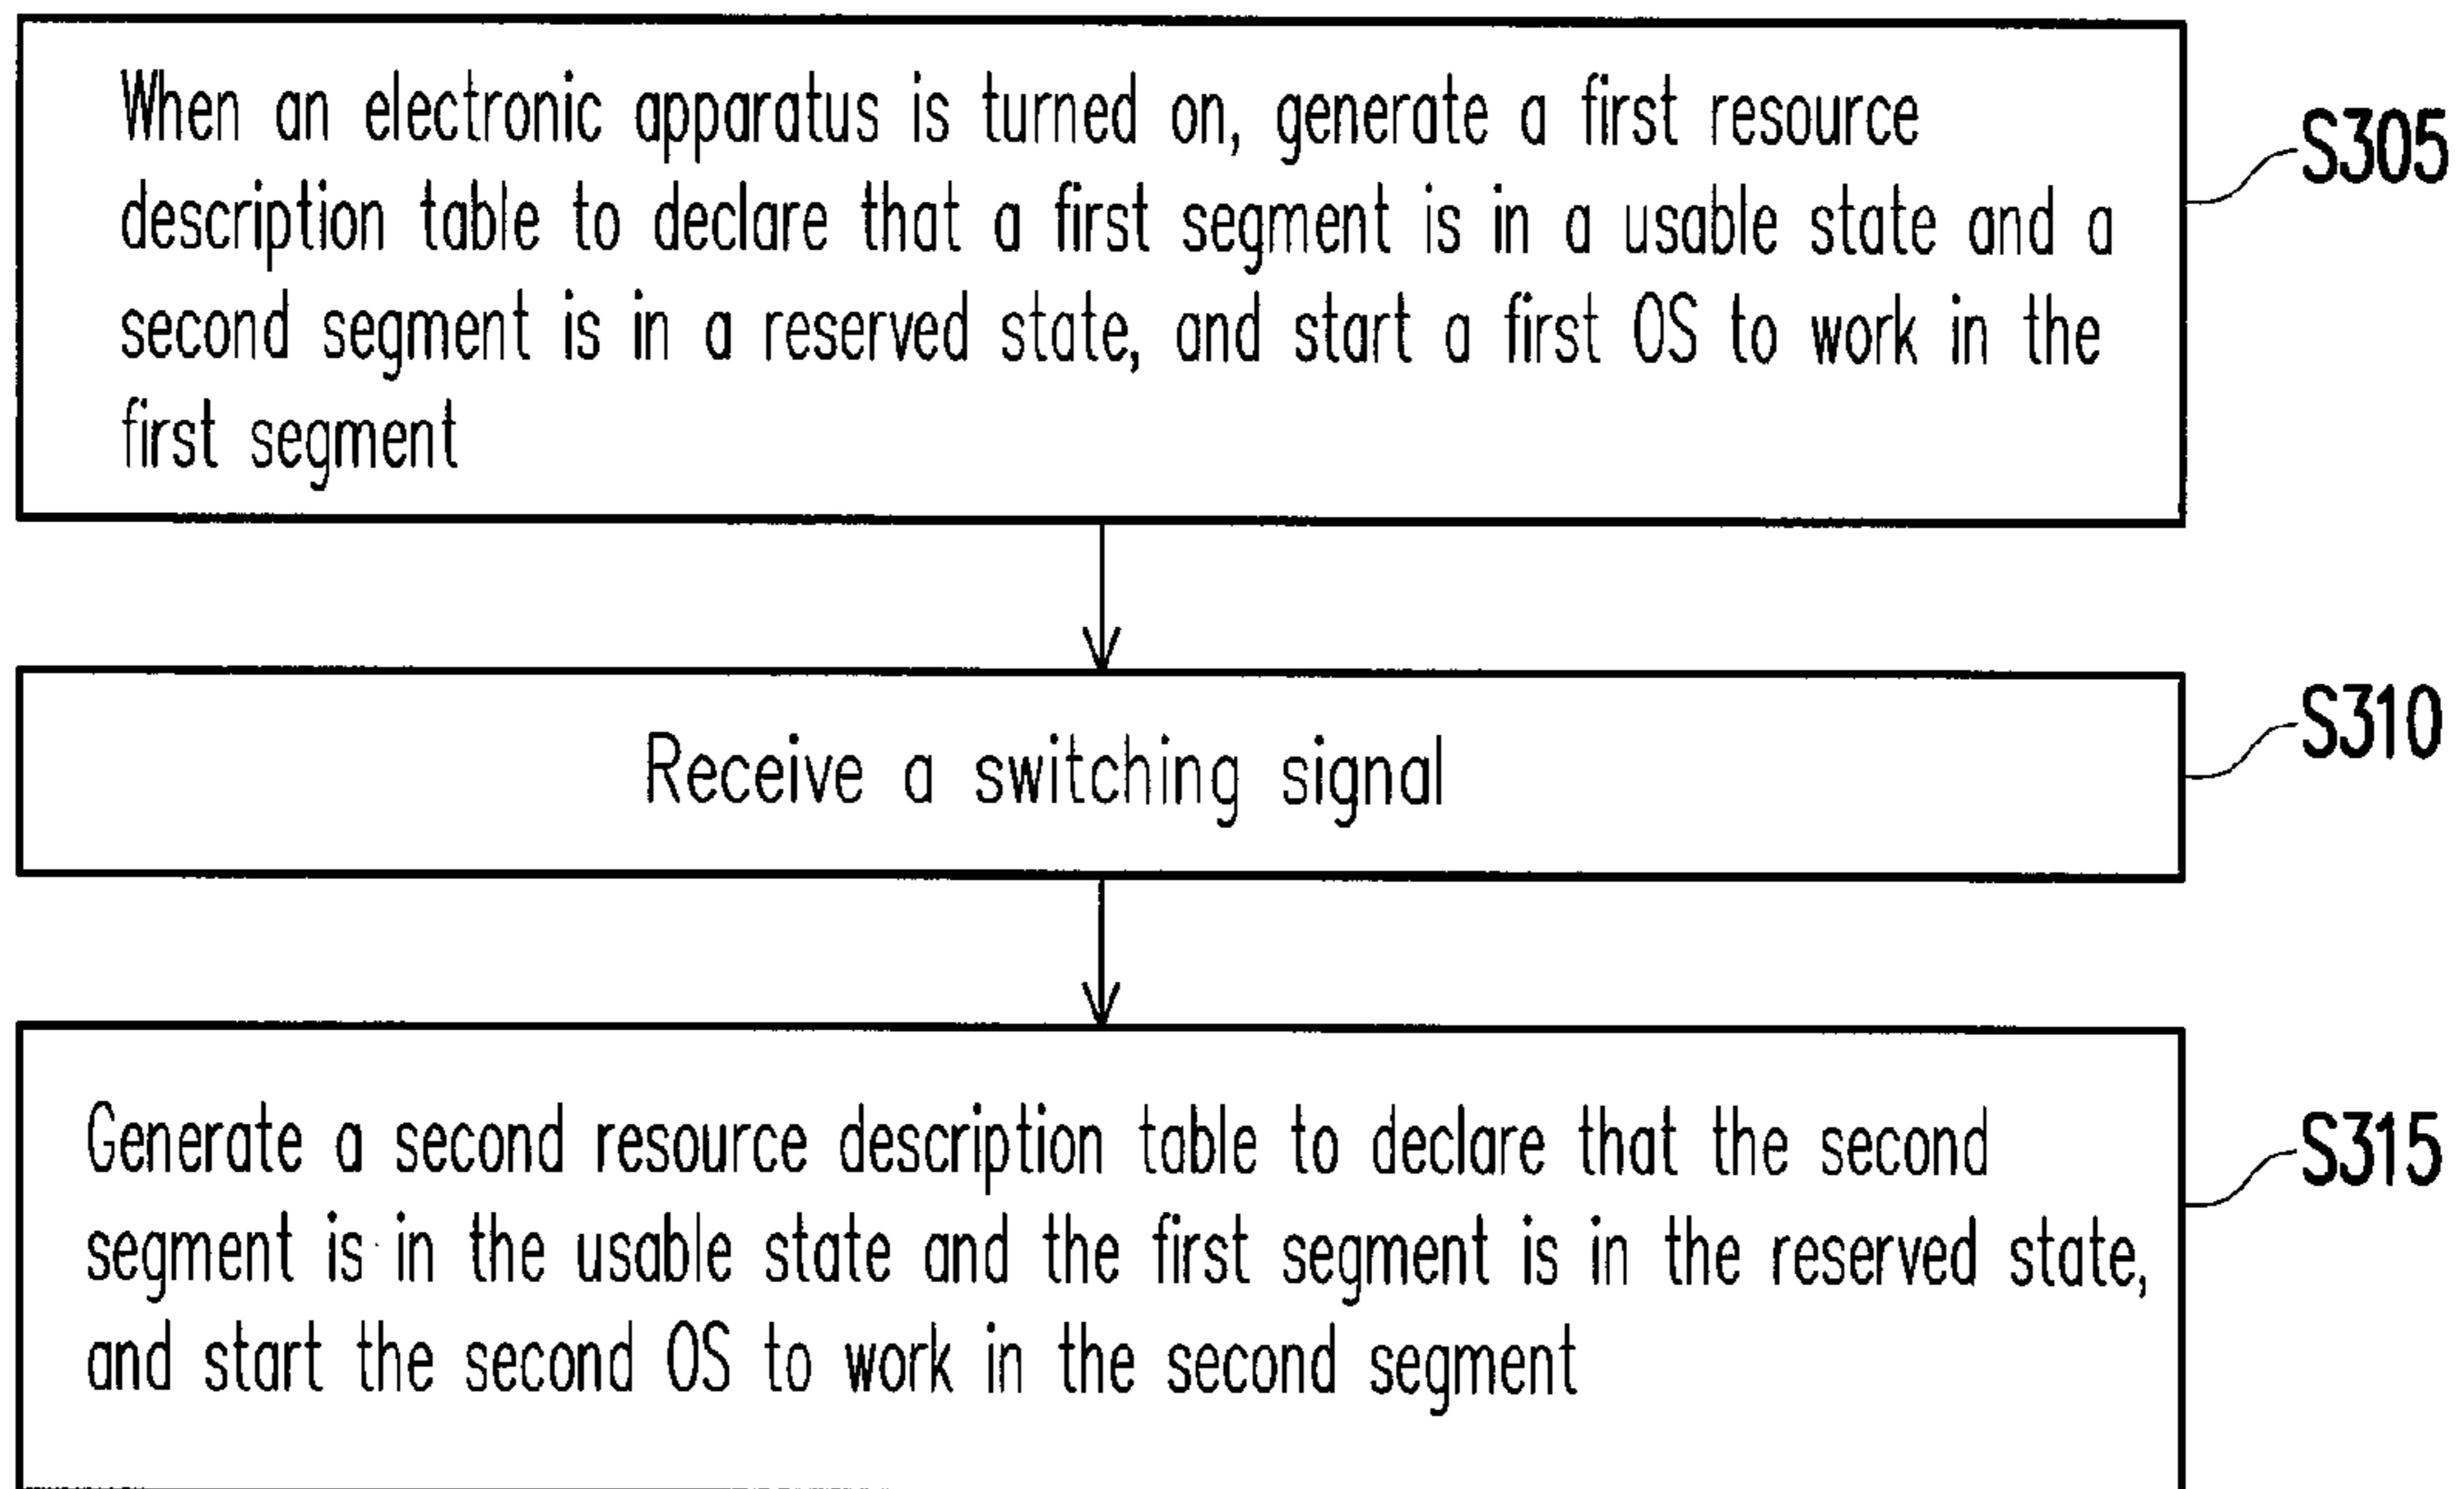 When an electronic apparatus is turned on, generate a first resource
description table to declare that a first segment is in a usable state and a
second segment is in a reserved state, and start a first OS to work in the
first segment
S305
Receive a switching signal
S310
Generate a second resource description table to declare that the second
segment is in the usable state and the first segment is in the reserved state,
and start the second OS to work in the second segment
S315